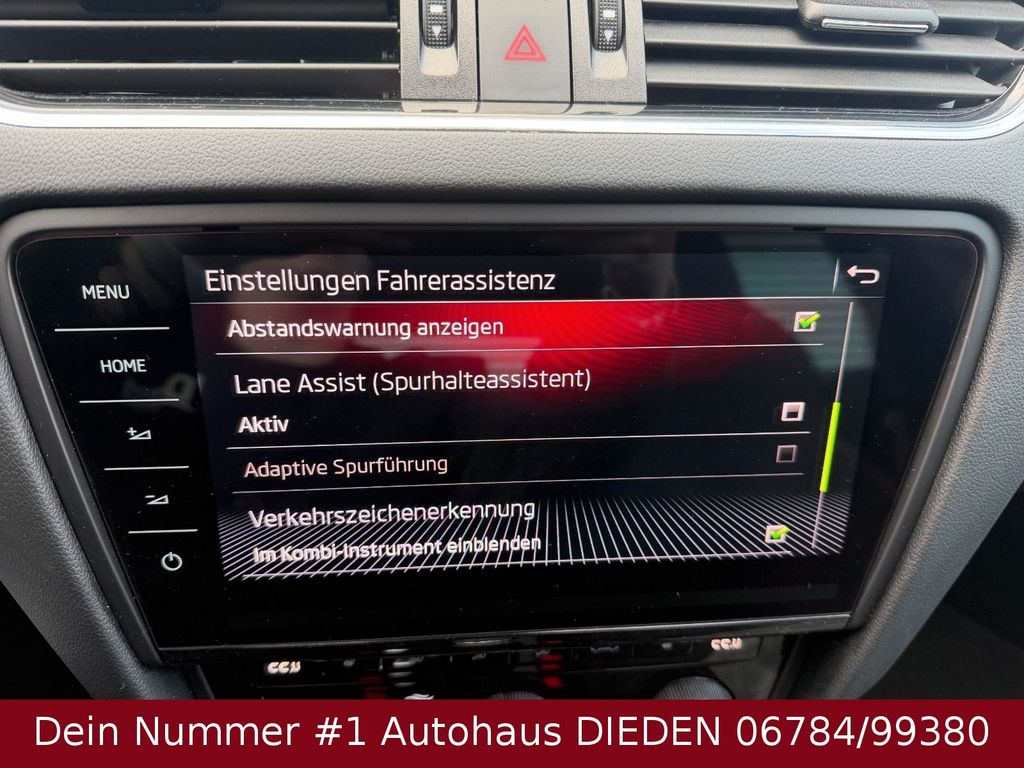 Einstellungen Fahrerassistenz
MENU
Abstandswarnung anzeigen
HOME
Lane Assist (Spurhalteassistent)
Aktiv
Adaptive Spurführung
Verkehrszeichenerkennung
Im Kombi-Instrument einblenden
Dein Nummer #1 Autohaus DIEDEN 06784/99380